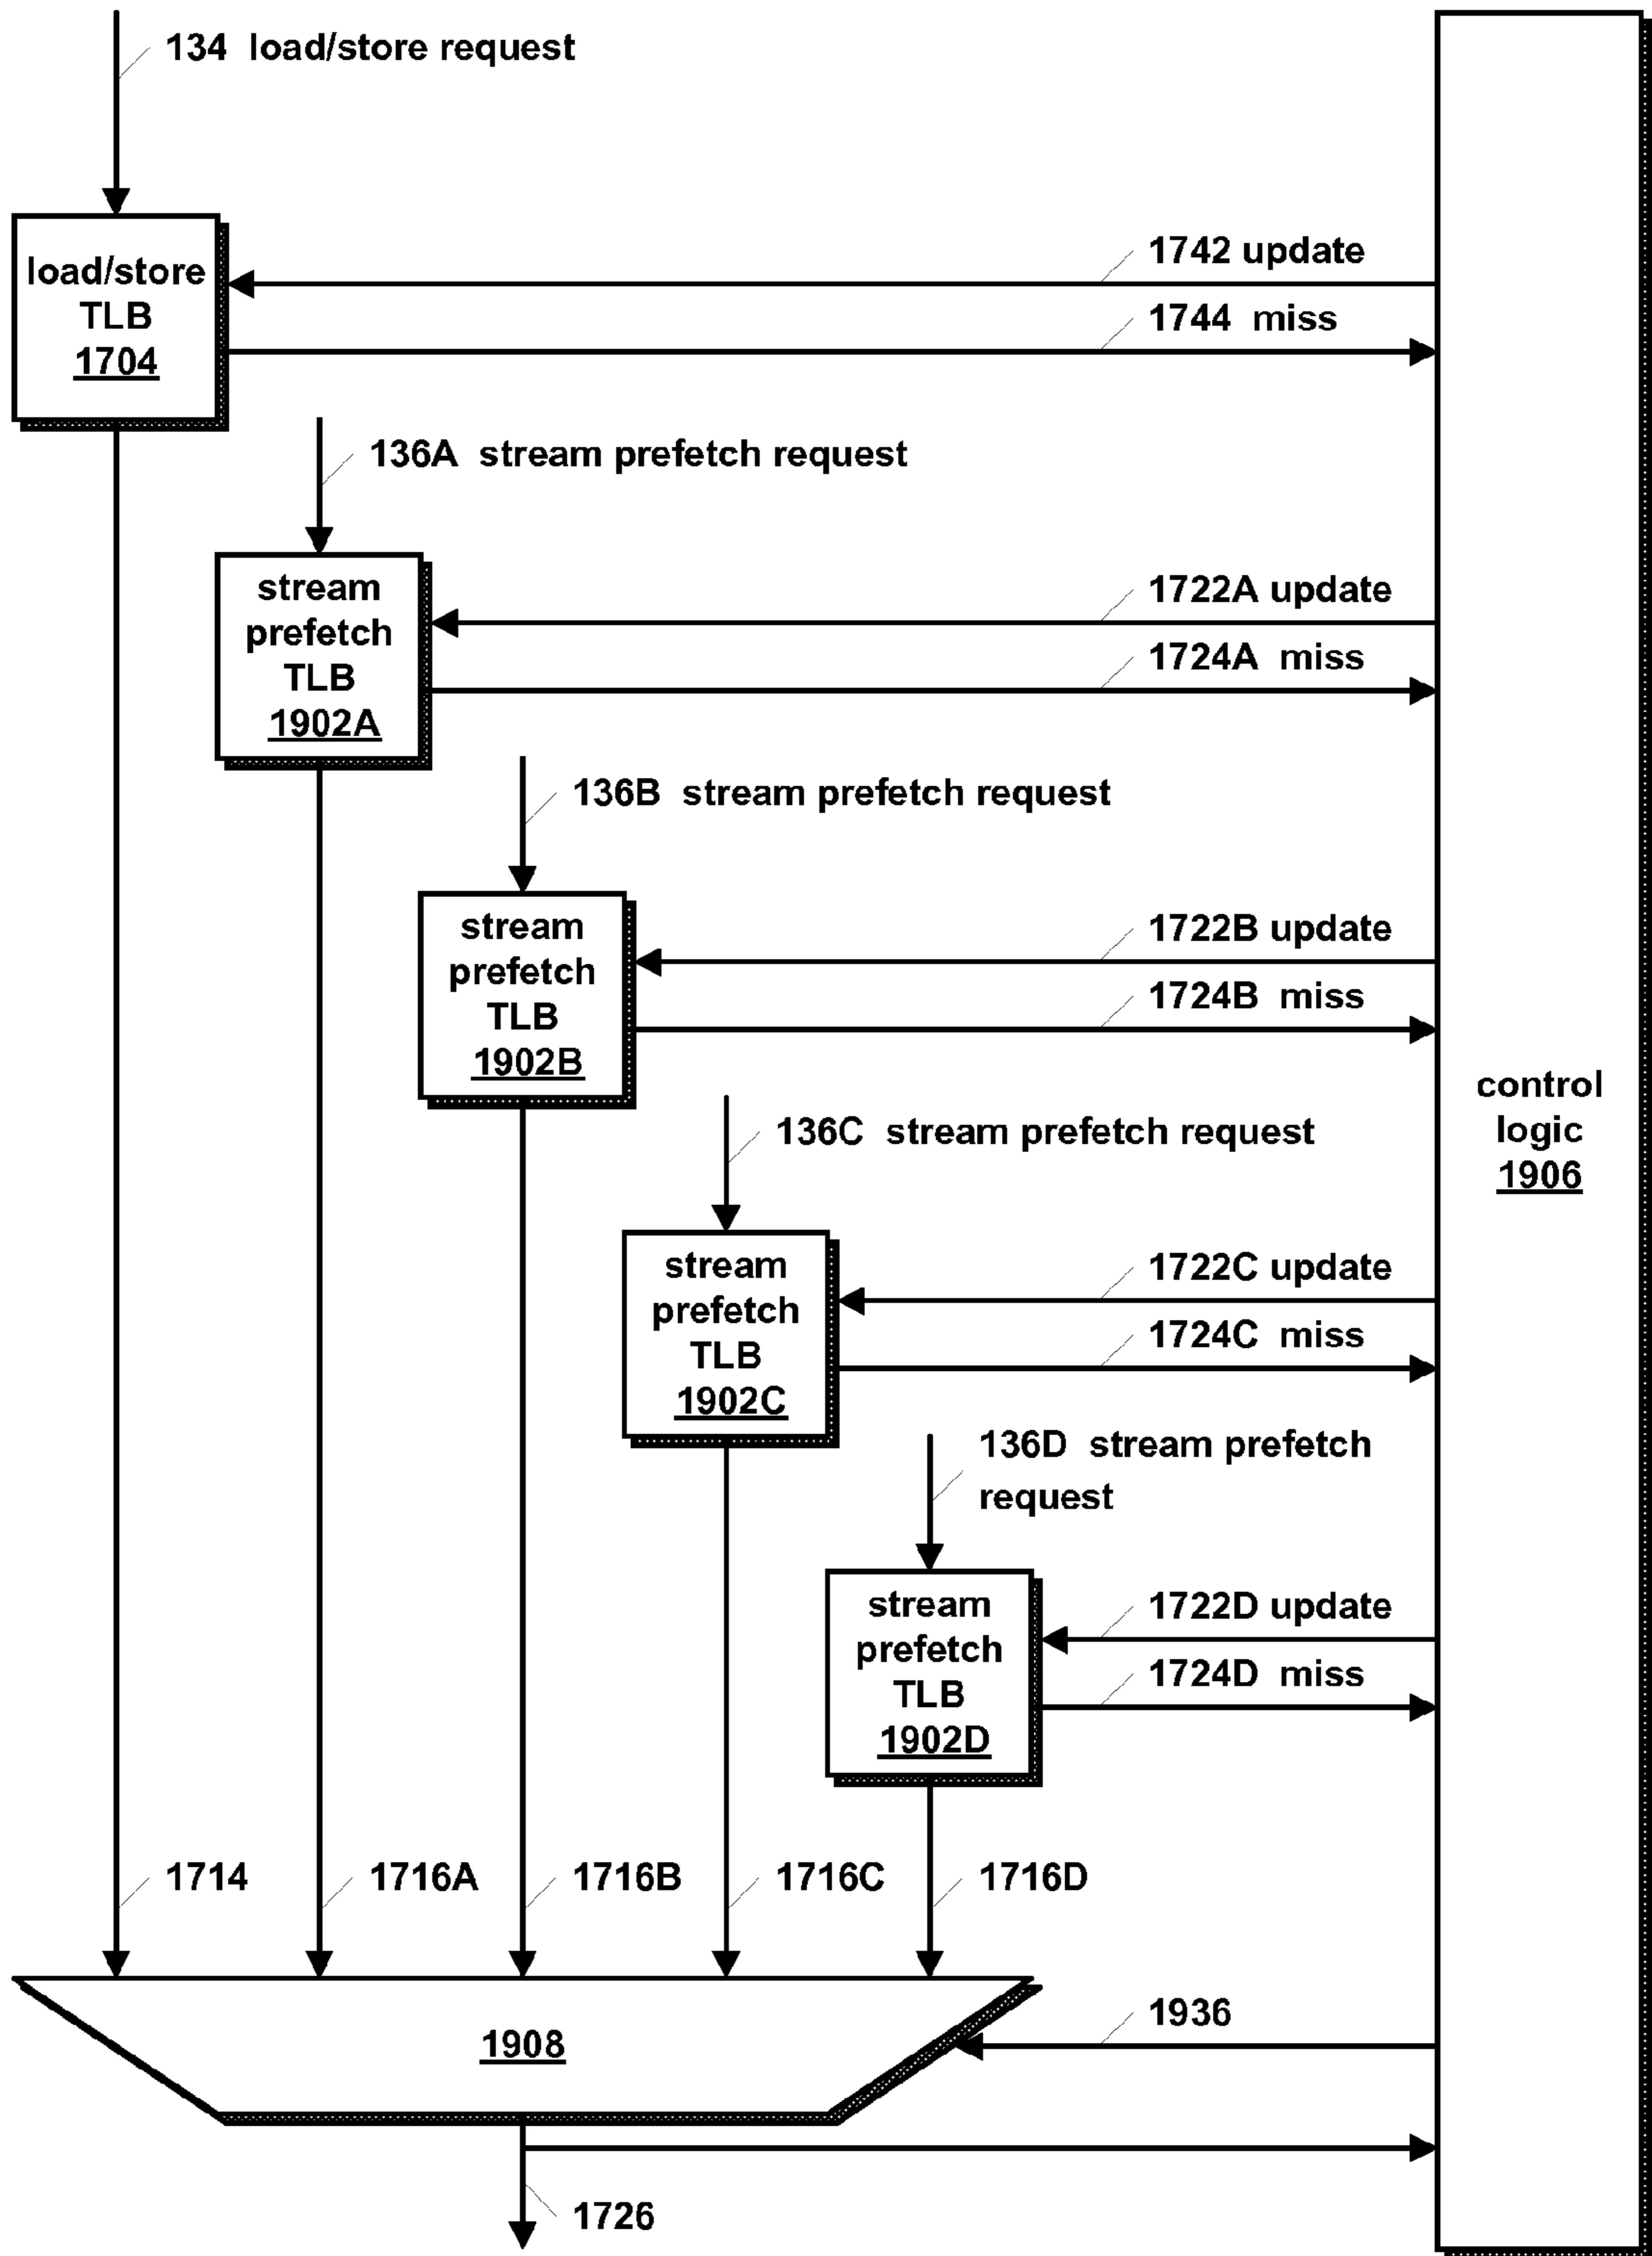 134 load/store request
load/store
TLB
1704
1742 update
1744 miss
136A stream prefetch request
stream
prefetch
TLB
1902A
1722A update
1724A miss
136B stream prefetch request
stream
prefetch
TLB
1902B
1722B update
1724B miss
control
logic
1906
136C stream prefetch request
stream
prefetch
TLB
1902C
1722C update
1724C miss
136D stream prefetch
request
stream
prefetch
TLB
1902D
1722D update
1724D miss
1714
1716A
1716B
1716C
1716D
1908
1936
1726